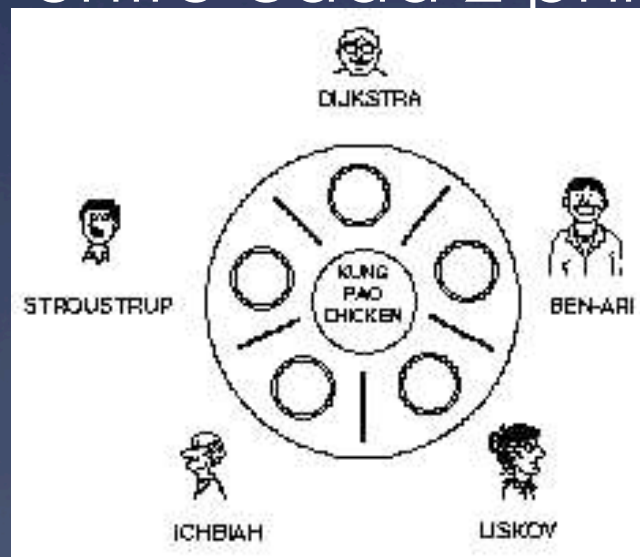 DIJKSTRA
KUNG
PAO
CHICKEN
STROUSTRUP
BEN-ARI
ICHBIAH
LISKOV